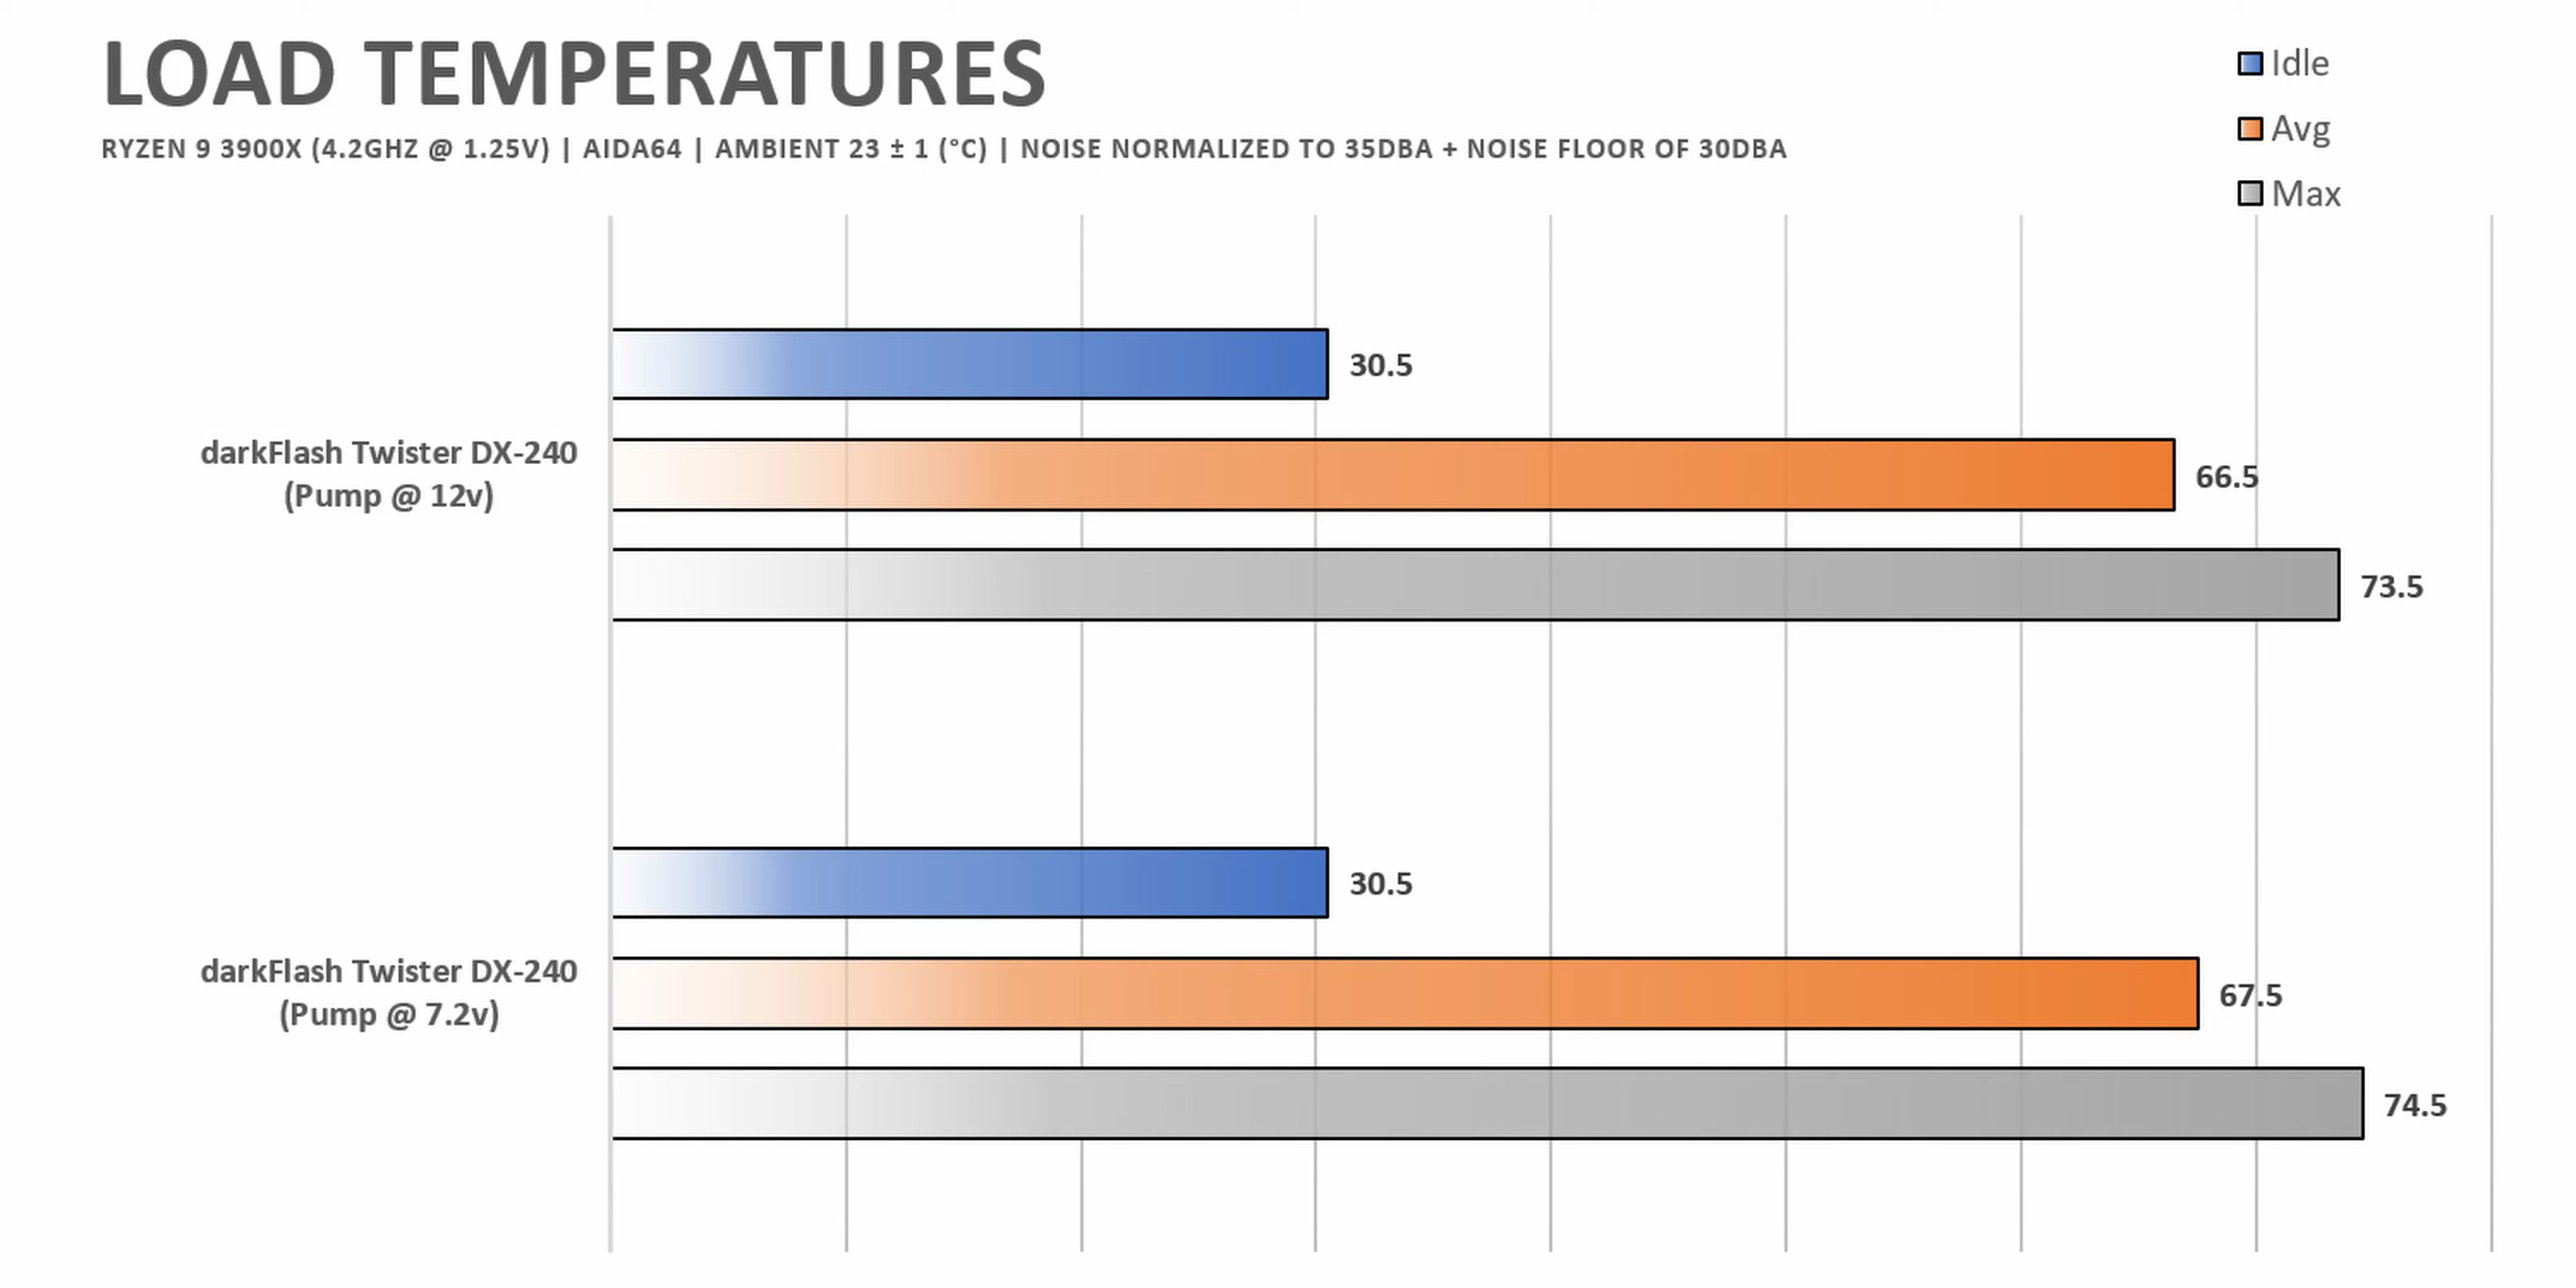 LOAD TEMPERATURES
RYZEN 9 3900X (4.2GHZ @ 1.25V) | AIDA64 | AMBIENT 23 ± 1 (°C) | NOISE NORMALIZED TO 35DBA + NOISE FLOOR OF 30DBA
Idle
Avg
Max
30.5
darkFlash Twister DX-240
(Pump @ 12v)
66.5
73.5
30.5
darkFlash Twister DX-240
(Pump @ 7.2v)
67.5
74.5